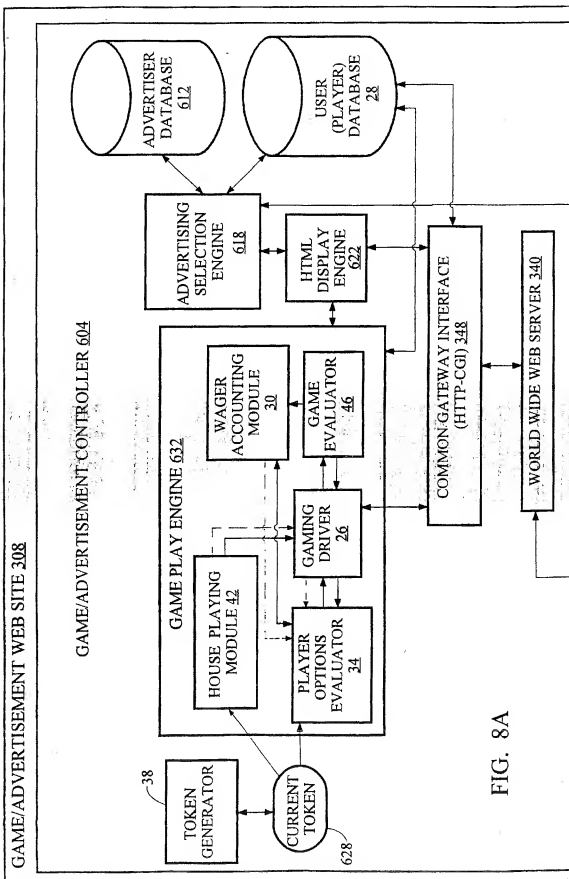 GAME/ADVERTISEMENT WEB SITE 308
GAME/ADVERTISEMENT CONTROLLER 604
ADVERTISER
DATABASE
612
USER
(PLAYER)
DATABASE
28
ADVERTISING
SELECTION
ENGINE
618
HTML
DISPLAY
ENGINE
622
GAME PLAY ENGINE 632
WAGER
ACCOUNTING
MODULE
30
GAME
EVALUATOR
46
HOUSE PLAYING
MODULE 42
GAMING
DRIVER
26
PLAYER
OPTIONS
EVALUATOR
34
38
TOKEN
GENERATOR
CURRENT
TOKEN
628
COMMON GATEWAY INTERFACE
(HTTP-CGI) 348
WORLD WIDE WEB SERVER 340
FIG. 8A